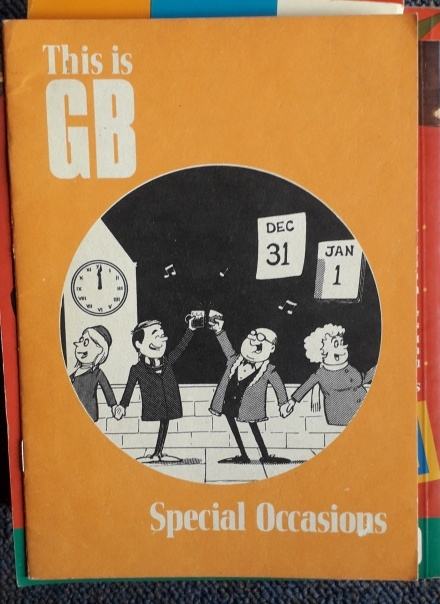 This is
GB
DEC
31
JAN
1
Special Occasions